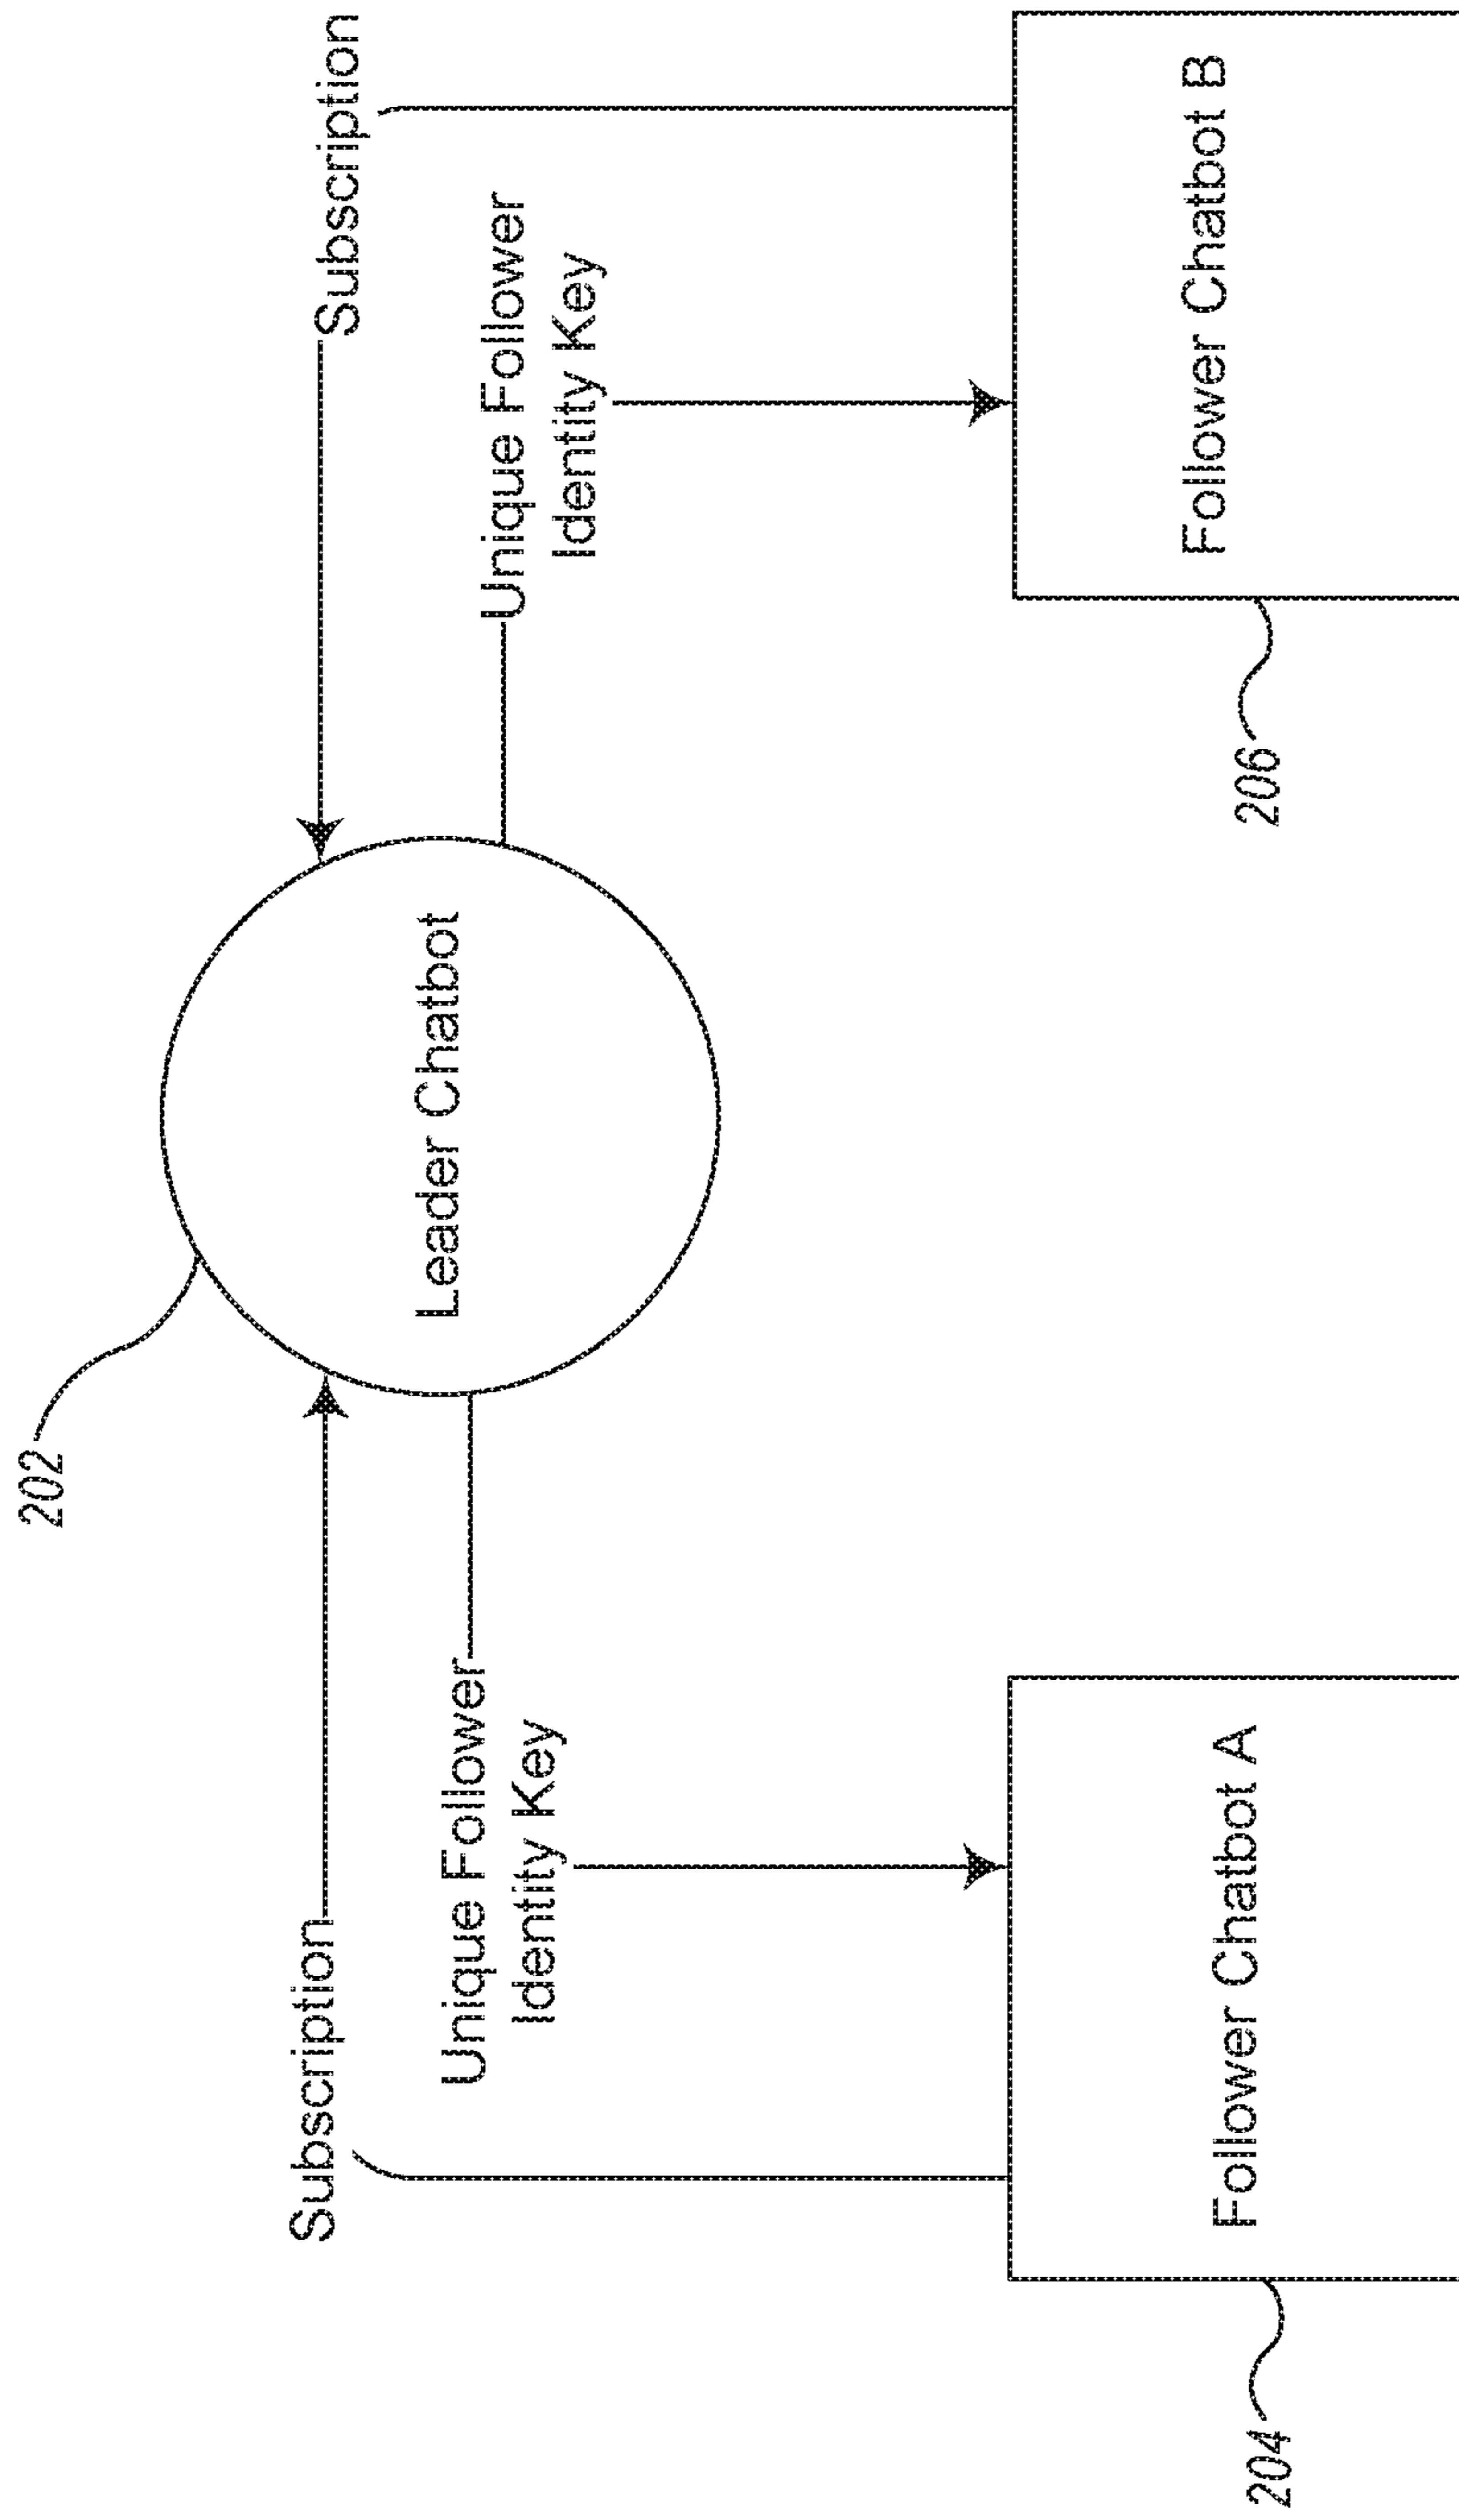 202
Subscription
Subscription
Unique Follower
Identity Key
Leader Chatbot
Unique Follower
Identity Key
204
Follower Chatbot A
206
Follower Chatbot B